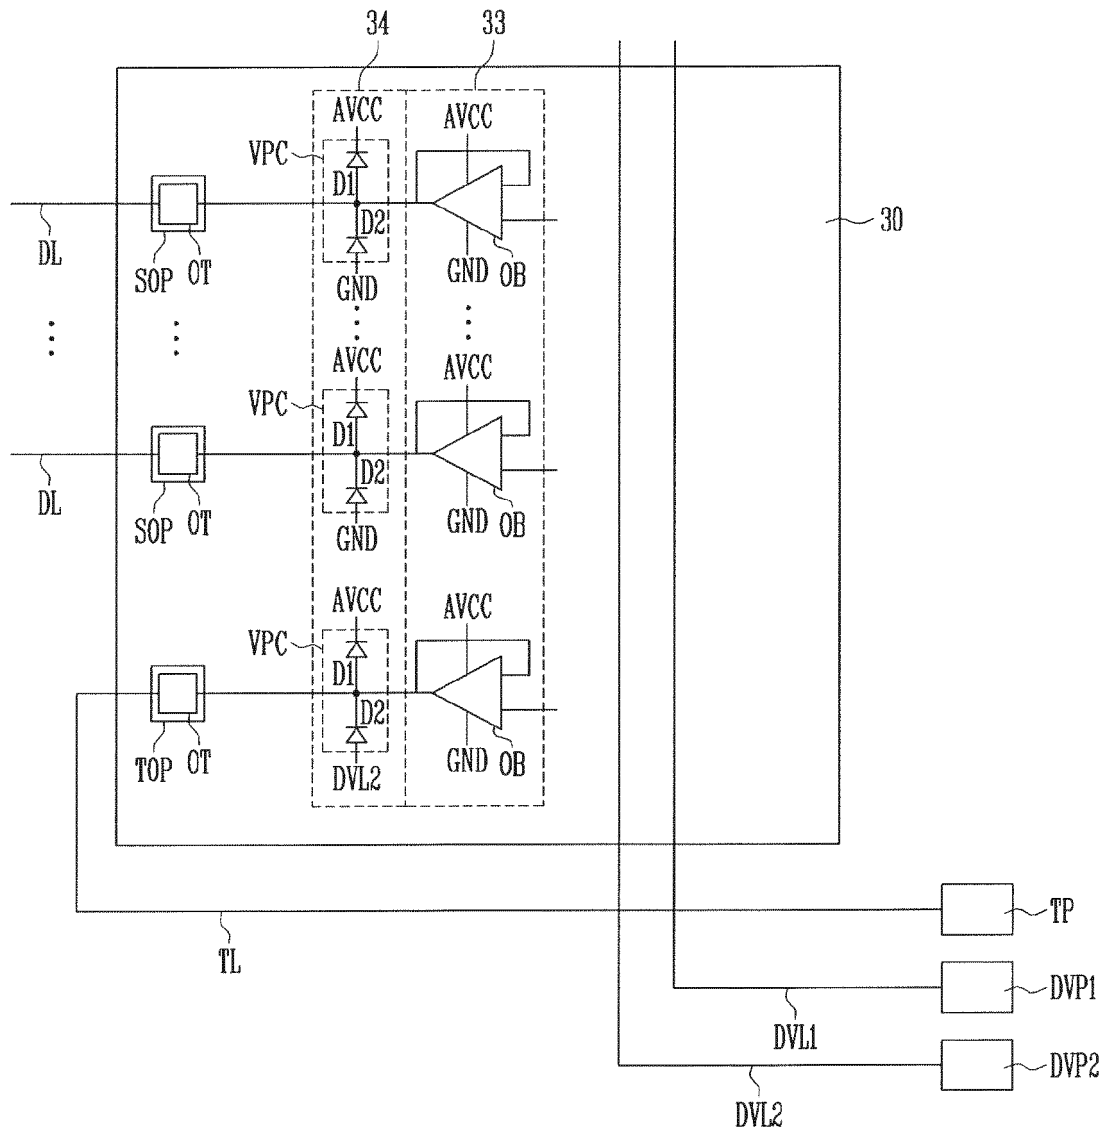 34
33
AVCC
AVCC
VPC
D1
D2
30
DL
SOP
OT
GND
GND
OB
AVCC
AVCC
VPC
D1
D2
DL
SOP
OT
GND
GND
OB
AVCC
AVCC
VPC
D1
D2
TOP
OT
DVL2
GND
OB
TP
TL
DVP1
DVL1
DVP2
DVL2